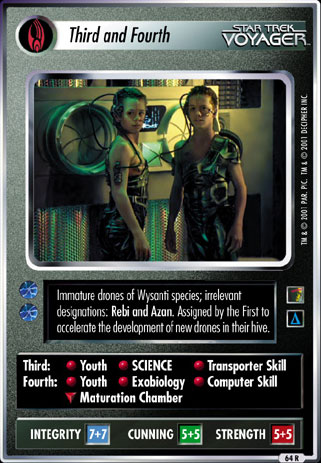 Third and Fourth
STAR TREK
VOYAGER™
™ & © 2001 PAR. PIC. TM & © 2001 DECIPHER INC.
Immature drones of Wysanti species; irrelevant
designations: Rebi and Azan. Assigned by the First to
accelerate the development of new drones in their hive.
Third: Youth SCIENCE Transporter Skill
Fourth: Youth Exobiology Computer Skill
Maturation Chamber
INTEGRITY 7+7 CUNNING 5+5 STRENGTH 5+5
64 R